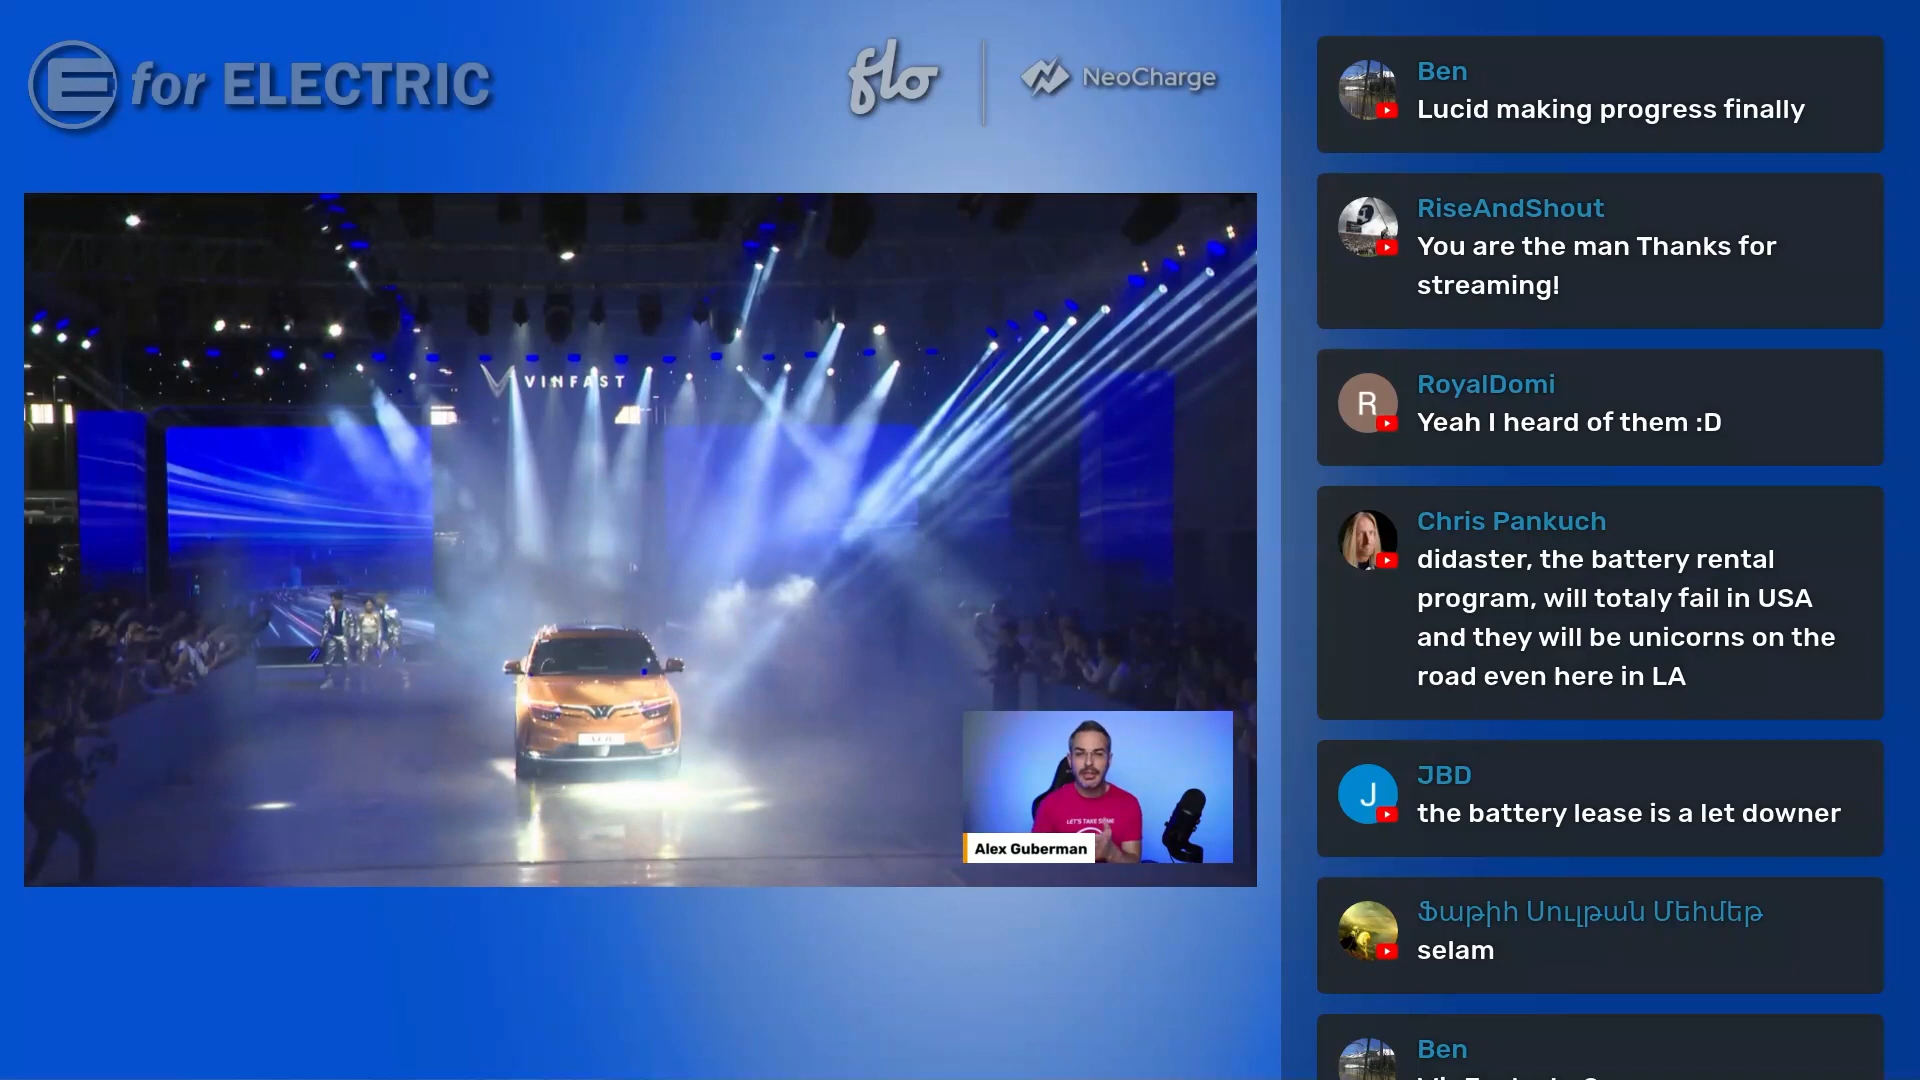 E for ELECTRIC
flo
NeoCharge
VINFAST
LET'S TAKE
Alex Guberman
Ben
Lucid making progress finally
RiseAndShout
You are the man Thanks for
streaming!
R
RoyalDomi
Yeah I heard of them :D
Chris Pankuch
didaster, the battery rental
program, will totaly fail in USA
and they will be unicorns on the
road even here in LA
J
JBD
the battery lease is a let downer
Ֆաթիհ Սուլթան Մեհմեթ
selam
Ben